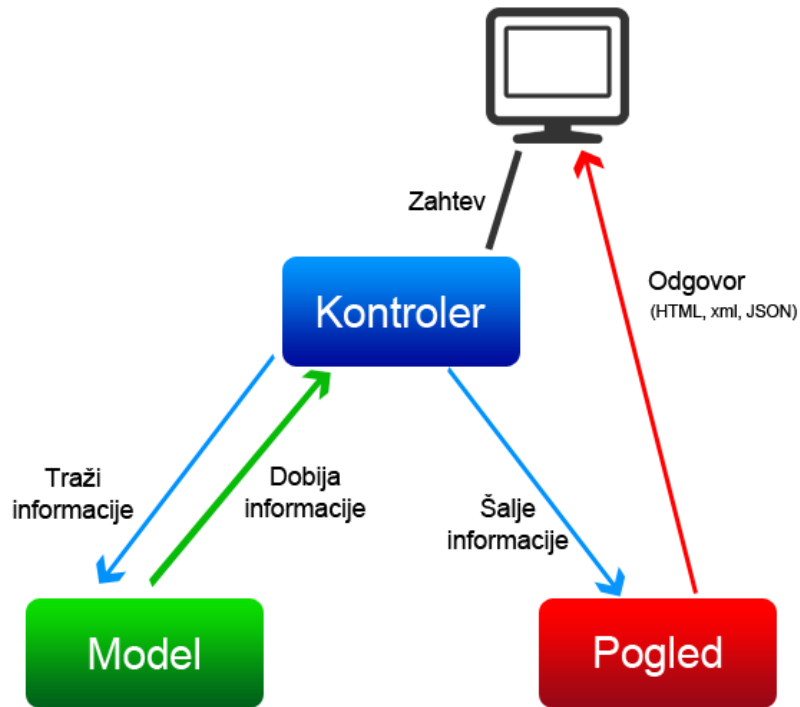 Zahtev
Kontroler
Odgovor
(HTML, xml, JSON)
Traži
informacije
Dobija
informacije
Šalje
informacije
Model
Pogled